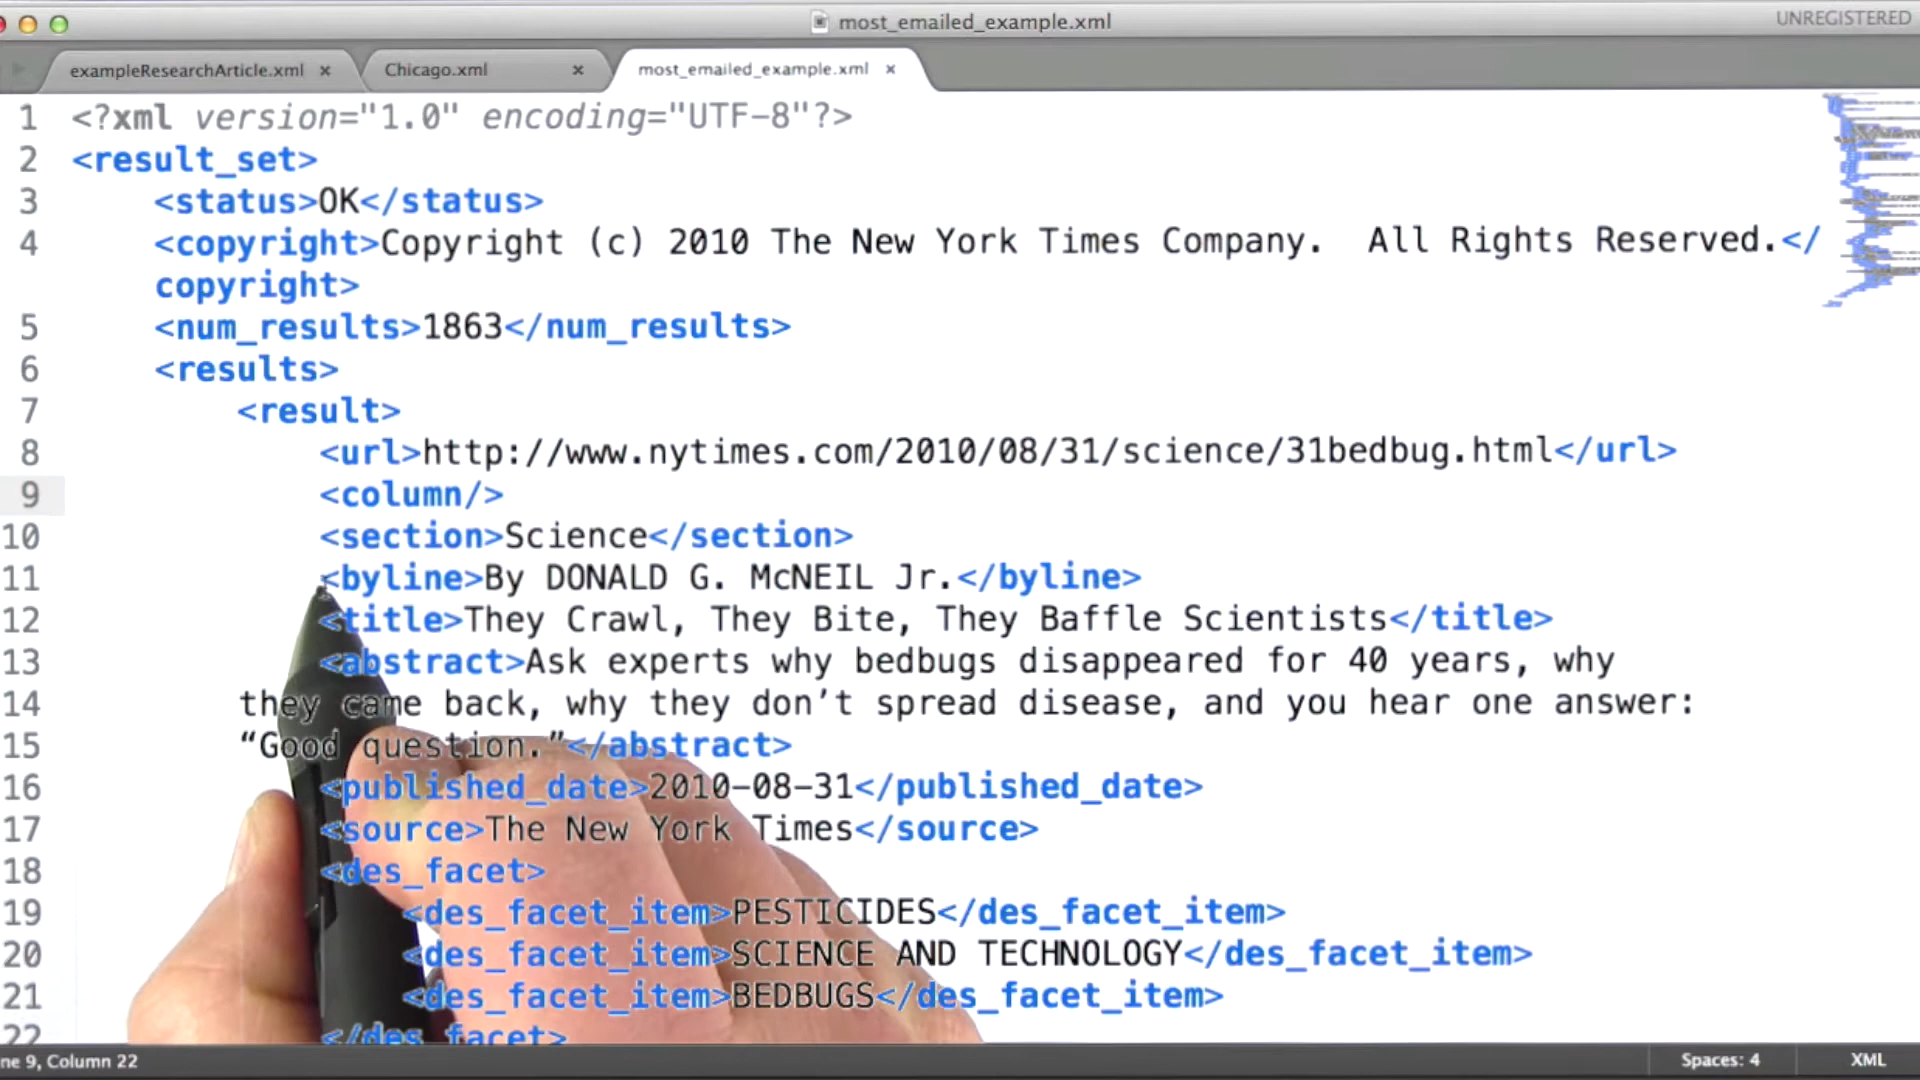 most_emailed_example.xml
UNREGISTERED
exampleResearchArticle.xml × Chicago.xml × most_emailed_example.xml ×
1 <?xml version="1.0" encoding="UTF-8"?>
2 <result_set>
3 <status>OK</status>
4 <copyright>Copyright (c) 2010 The New York Times Company.  All Rights Reserved.</
copyright>
5 <num_results>1863</num_results>
6 <results>
7 <result>
8 <url>http://www.nytimes.com/2010/08/31/science/31bedbug.html</url>
9 <column/>
10 <section>Science</section>
11 <byline>By DONALD G. McNEIL Jr.</byline>
12 <title>They Crawl, They Bite, They Baffle Scientists</title>
13 <abstract>Ask experts why bedbugs disappeared for 40 years, why
14 they came back, why they don’t spread disease, and you hear one answer:
15 “Good question.”</abstract>
16 <published_date>2010-08-31</published_date>
17 <source>The New York Times</source>
18 <des_facet>
19 <des_facet_item>PESTICIDES</des_facet_item>
20 <des_facet_item>SCIENCE AND TECHNOLOGY</des_facet_item>
21 <des_facet_item>BEDBUGS</des_facet_item>
22 </des_facet>
ne 9, Column 22
Spaces: 4
XML